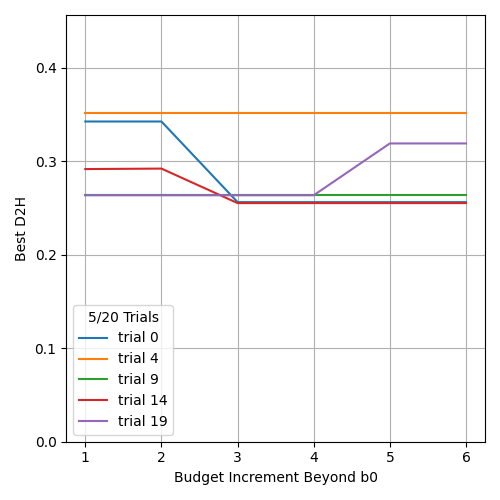 0.4
0.3
0.2
0.1
0.0
Best D2H
5/20 Trials
trial 0
trial 4
trial 9
trial 14
trial 19
1 2 3 4 5 6
Budget Increment Beyond b0